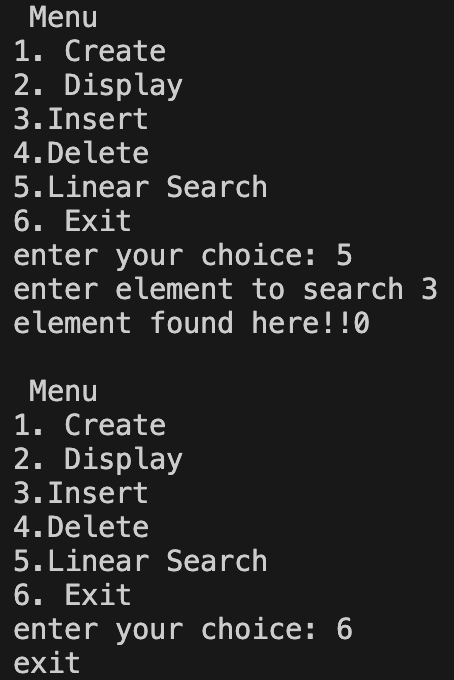 Menu
1. Create
2. Display
3.Insert
4.Delete
5.Linear Search
6. Exit
enter your choice: 5
enter element to search 3
element found here!!0
Menu
1. Create
2. Display
3.Insert
4.Delete
5.Linear Search
6. Exit
enter your choice: 6
exit